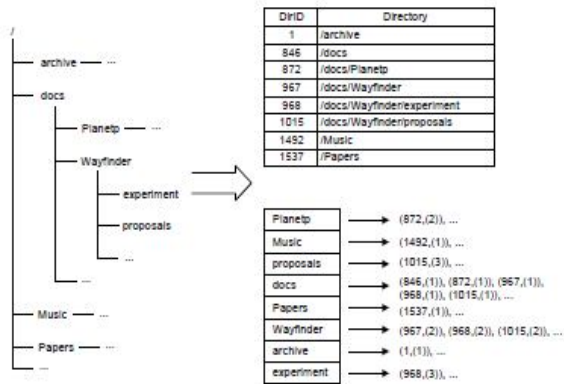 /
archive ...
docs
Planetp ...
Wayfinder
experiment
proposals
...
...
Music ...
Papers ...
...
DirID Directory
1 /archive
846 /docs
872 /docs/Planetp
967 /docs/Wayfinder
968 /docs/Wayfinder/experiment
1015 /docs/Wayfinder/proposals
1492 /Music
1537 /Papers
Planetp (872,(2)), ...
Music (1492,(1)), ...
proposals (1015,(3)), ...
docs (846,(1)), (872,(1)), (967,(1)),
(968,(1)), (1015,(1)), ...
Papers (1537,(1)), ...
Wayfinder (967,(2)), (968,(2)), (1015,(2)), ...
archive (1,(1)), ...
experiment (968,(3)), ...